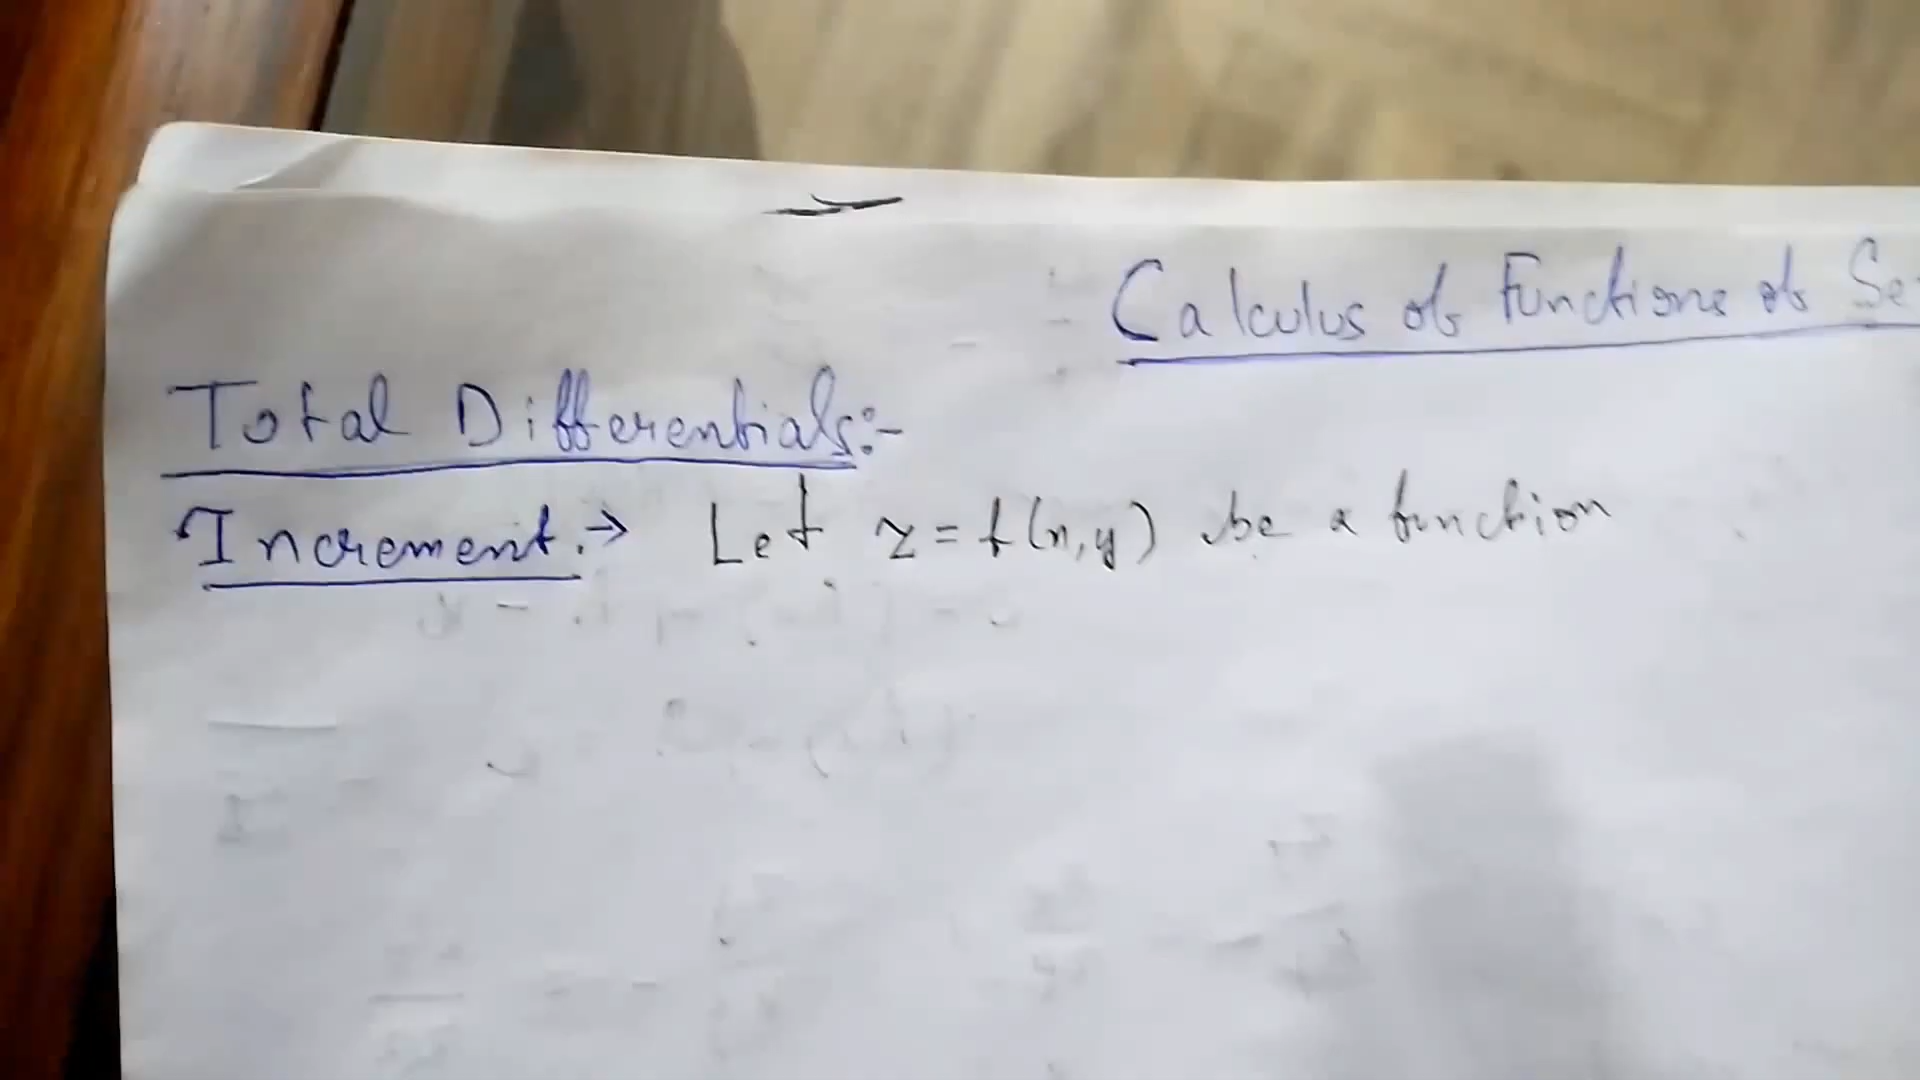 Calculus of Functions of Se
Total Differentials:-
Increment.→ Let z = f(x,y) be a function